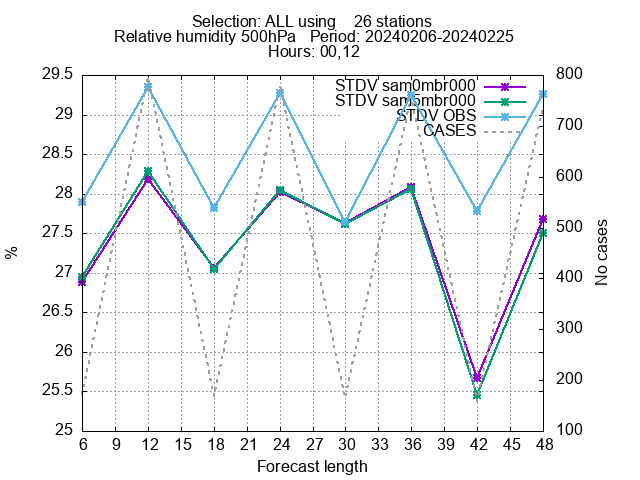 Selection: ALL using 26 stations
Relative humidity 500hPa Period: 20240206-20240225
Hours: 00,12
STDV sam0mbr000
STDV sam0mbr000
STDV OBS
CASES
29.5
29
28.5
28
27.5
27
26.5
26
25.5
25
800
700
600
500
400
300
200
100
%
No cases
6 9 12 15 18 21 24 27 30 33 36 39 42 45 48
Forecast length